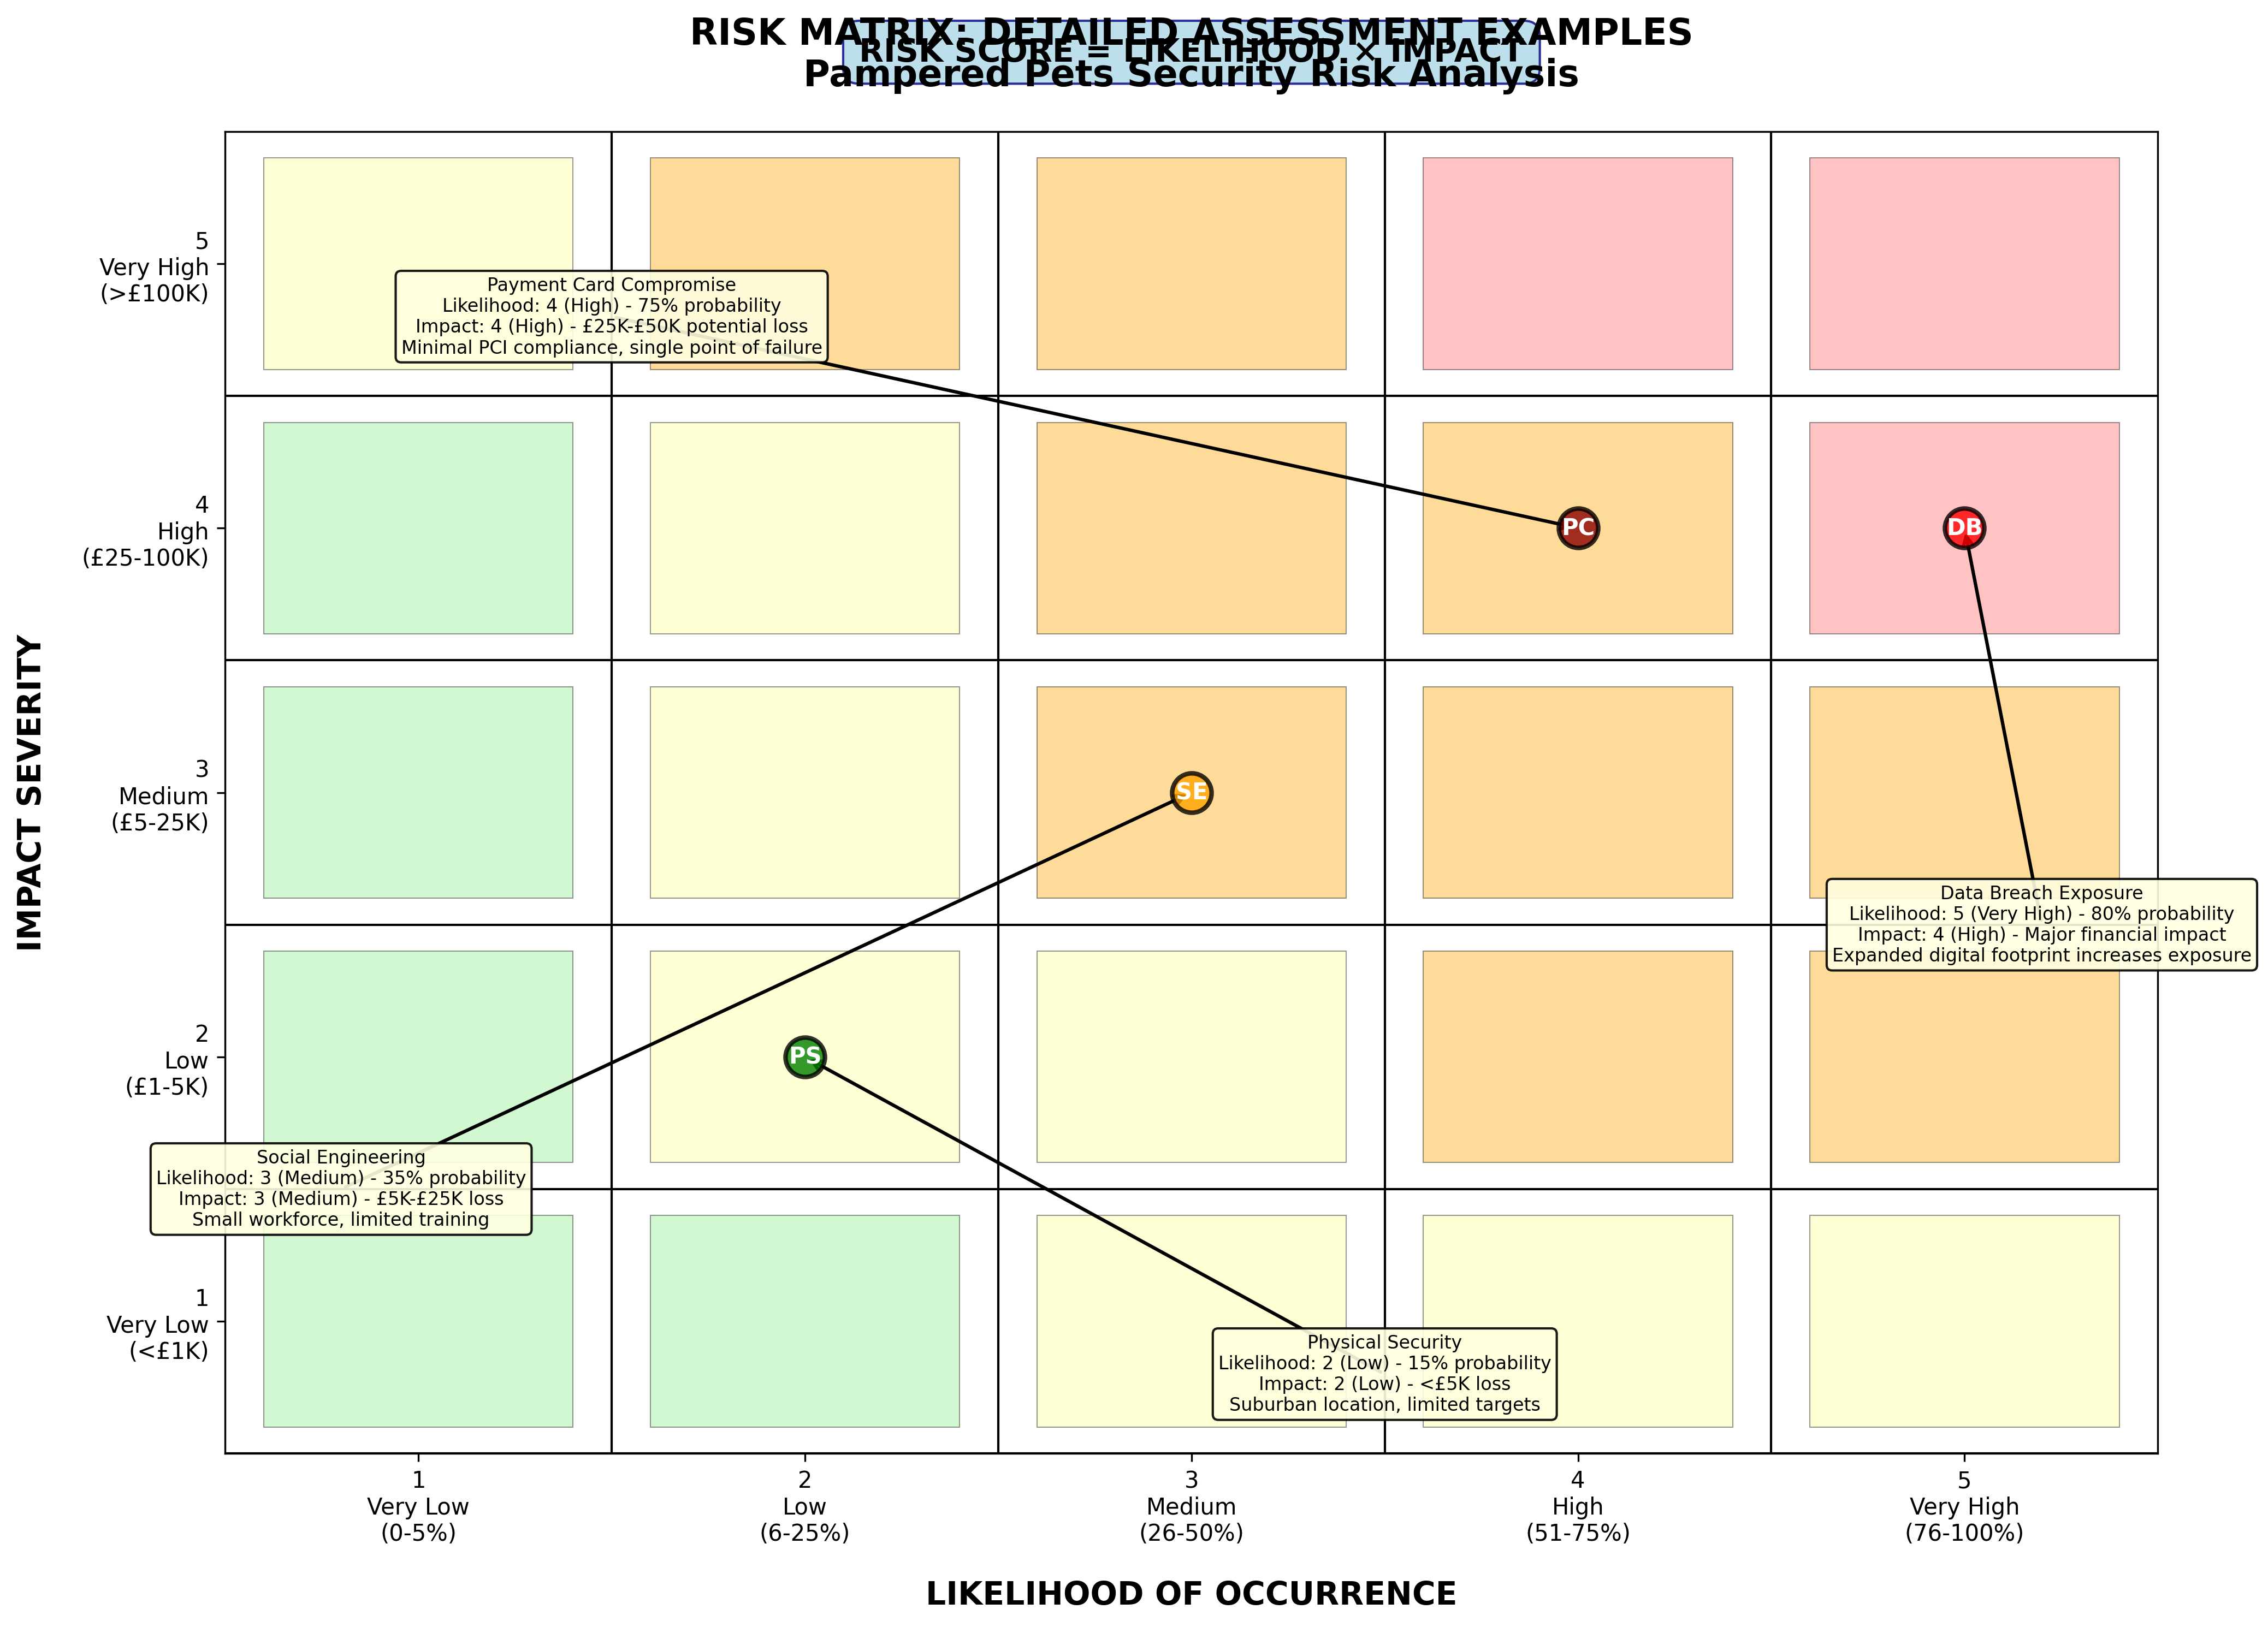 RISK MATRIX: DETAILED ASSESSMENT EXAMPLES
RISK SCORE = LIKELIHOOD × IMPACT
Pampered Pets Security Risk Analysis
IMPACT SEVERITY
5
Very High
(>£100K)
Payment Card Compromise
Likelihood: 4 (High) - 75% probability
Impact: 4 (High) - £25K-£50K potential loss
Minimal PCI compliance, single point of failure
4
High
(£25-100K)
PC
DB
3
Medium
(£5-25K)
SE
Data Breach Exposure
Likelihood: 5 (Very High) - 80% probability
Impact: 4 (High) - Major financial impact
Expanded digital footprint increases exposure
2
Low
(£1-5K)
PS
Social Engineering
Likelihood: 3 (Medium) - 35% probability
Impact: 3 (Medium) - £5K-£25K loss
Small workforce, limited training
1
Very Low
(<£1K)
Physical Security
Likelihood: 2 (Low) - 15% probability
Impact: 2 (Low) - <£5K loss
Suburban location, limited targets
1
Very Low
(0-5%)
2
Low
(6-25%)
3
Medium
(26-50%)
4
High
(51-75%)
5
Very High
(76-100%)
LIKELIHOOD OF OCCURRENCE